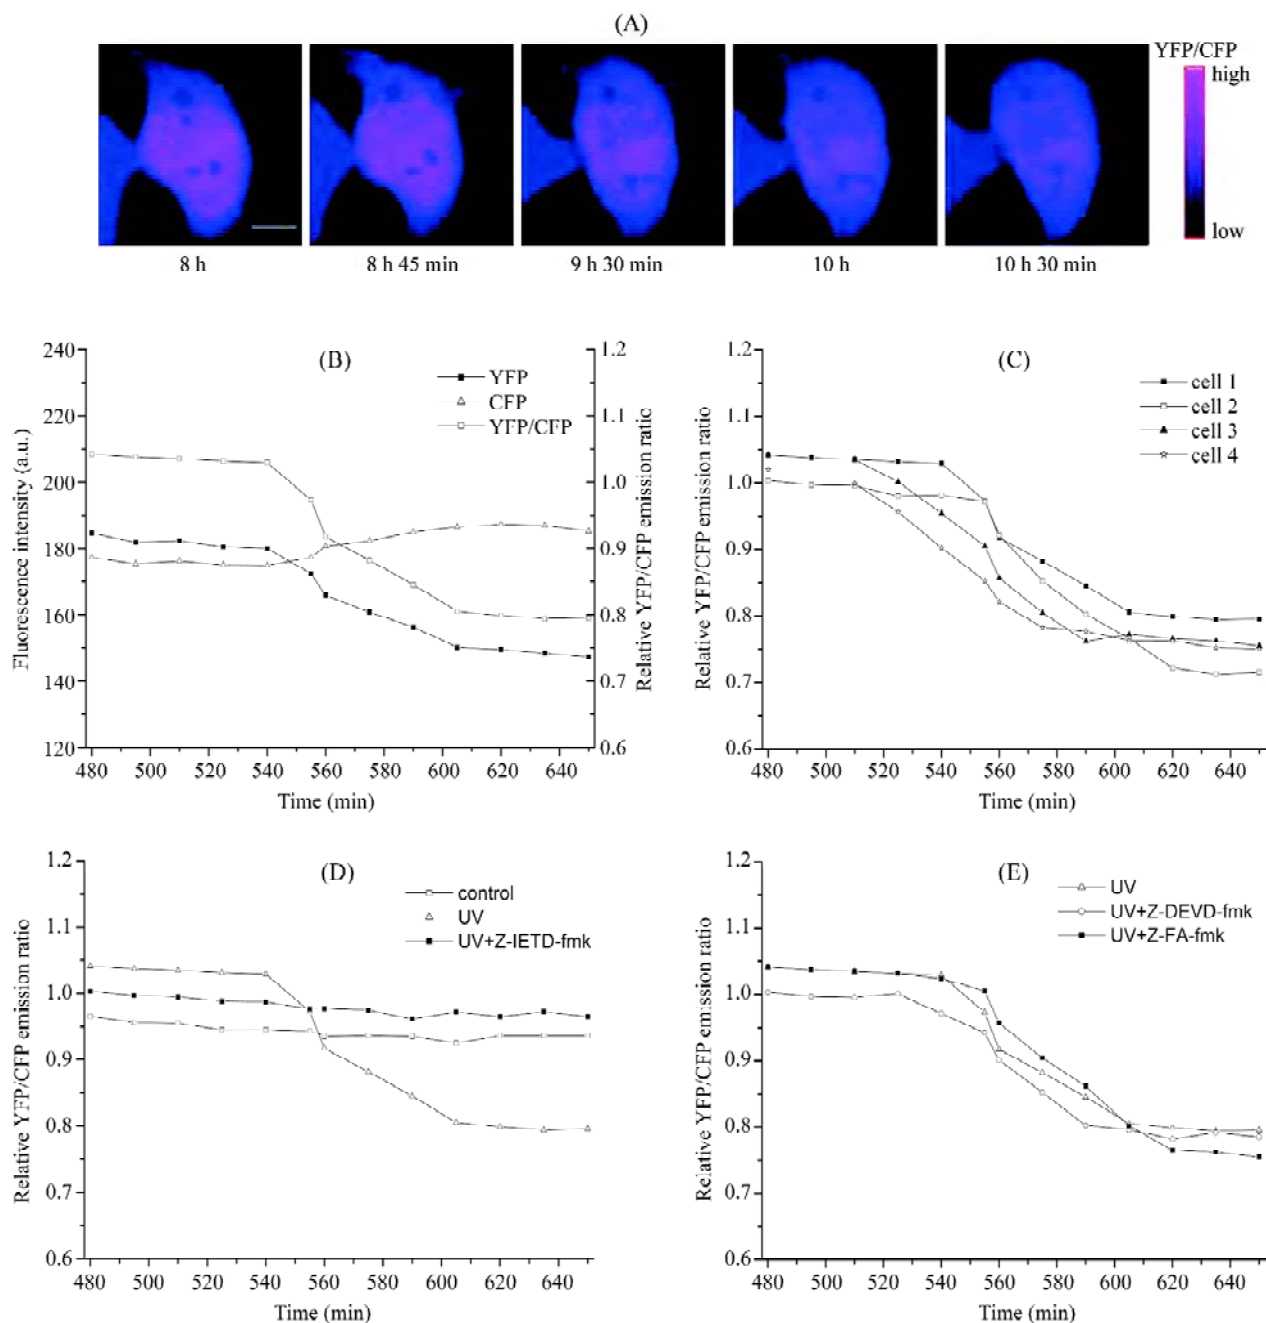 (A)
YFP/CFP
high
low
8 h
8 h 45 min
9 h 30 min
10 h
10 h 30 min
(B)
YFP
CFP
YFP/CFP
240
220
200
180
160
140
120
Fluorescence intensity (a.u.)
1.2
1.1
1.0
0.9
0.8
0.7
0.6
Relative YFP/CFP emission ratio
480 500 520 540 560 580 600 620 640
Time (min)
(C)
cell 1
cell 2
cell 3
cell 4
1.2
1.1
1.0
0.9
0.8
0.7
0.6
Relative YFP/CFP emission ratio
480 500 520 540 560 580 600 620 640
Time (min)
(D)
control
UV
UV+Z-IETD-fmk
1.2
1.1
1.0
0.9
0.8
0.7
0.6
Relative YFP/CFP emission ratio
480 500 520 540 560 580 600 620 640
Time (min)
(E)
UV
UV+Z-DEVD-fmk
UV+Z-FA-fmk
1.2
1.1
1.0
0.9
0.8
0.7
0.6
Relative YFP/CFP emission ratio
480 500 520 540 560 580 600 620 640
Time (min)